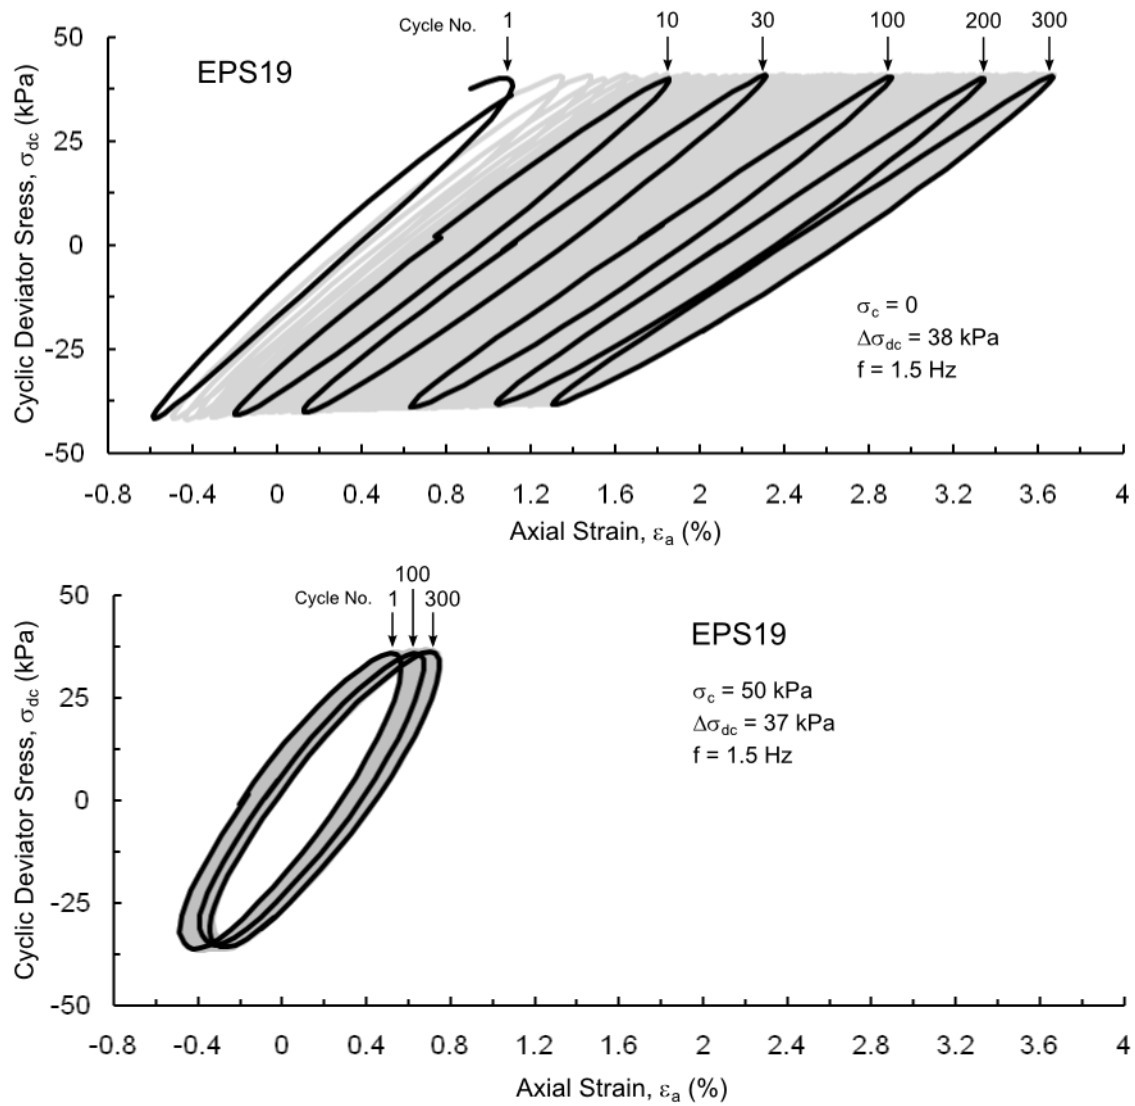 Cycle No. 1 10 30 100 200 300
50
EPS19
25
0
-25
-50
Cyclic Deviator Sress, σdc (kPa)
σc = 0
Δσdc = 38 kPa
f = 1.5 Hz
-0.8 -0.4 0 0.4 0.8 1.2 1.6 2 2.4 2.8 3.2 3.6 4
Axial Strain, εa (%)
100
Cycle No. 1 300
50
EPS19
25
0
-25
-50
Cyclic Deviator Sress, σdc (kPa)
σc = 50 kPa
Δσdc = 37 kPa
f = 1.5 Hz
-0.8 -0.4 0 0.4 0.8 1.2 1.6 2 2.4 2.8 3.2 3.6 4
Axial Strain, εa (%)